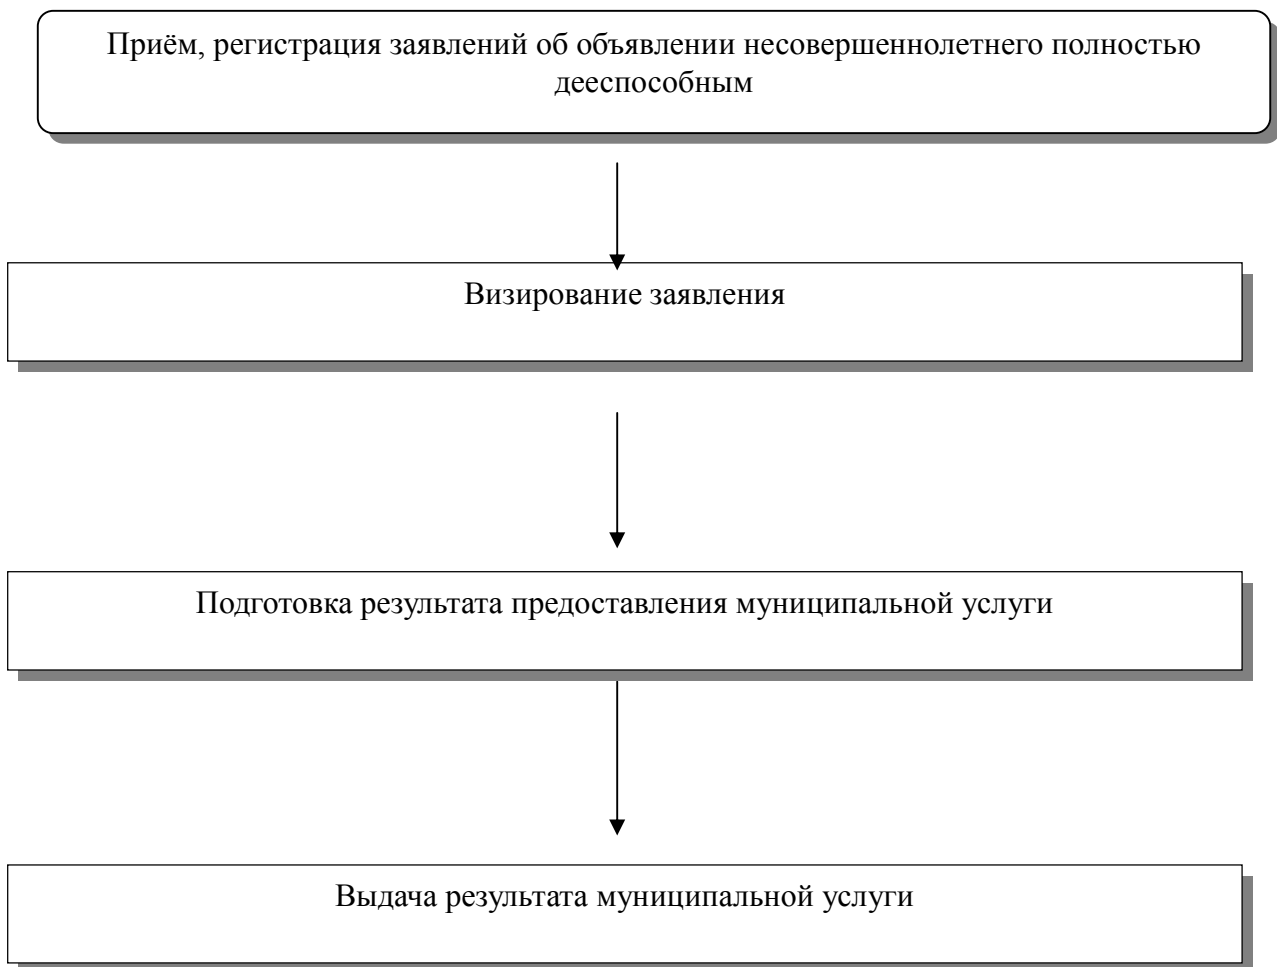 Приём, регистрация заявлений об объявлении несовершеннолетнего полностью
дееспособным
Визирование заявления
Подготовка результата предоставления муниципальной услуги
Выдача результата муниципальной услуги